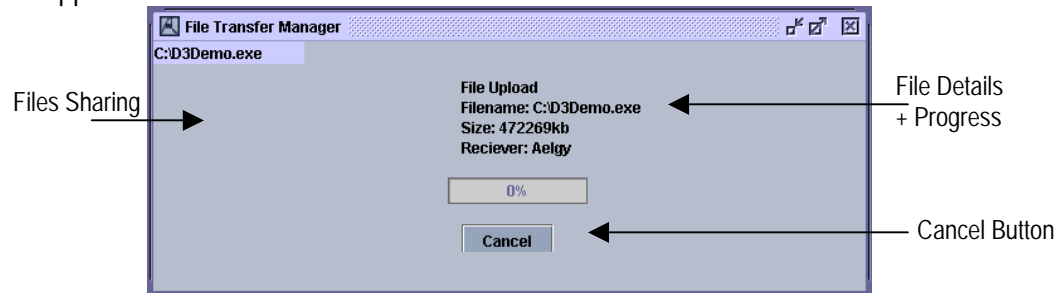 File Transfer Manager
C:\D3Demo.exe
File Upload
Filename: C:\D3Demo.exe
Size: 472269kb
Reciever: Aelgy
0%
Cancel
Files Sharing
File Details
+ Progress
Cancel Button